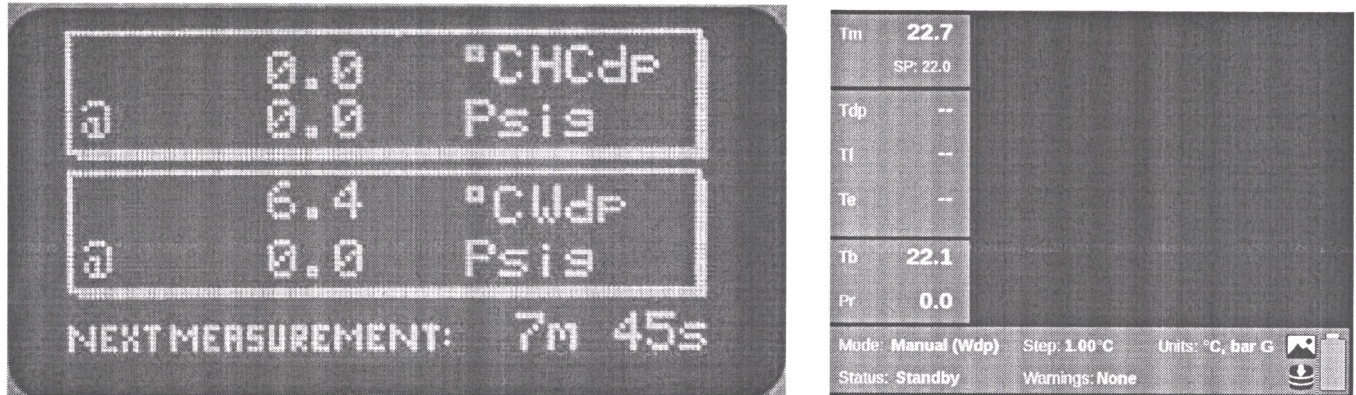 0.0 °CHCdp
@ 0.0 Psig
6.4 °CWdp
@ 0.0 Psig
NEXT MEASUREMENT: 7m 45s
Tm 22.7
SP: 22.0
Tdp --
Tl --
Te --
Tb 22.1
Pr 0.0
Mode: Manual (Wdp) Step: 1.00°C Units: °C, bar G
Status: Standby Warnings: None